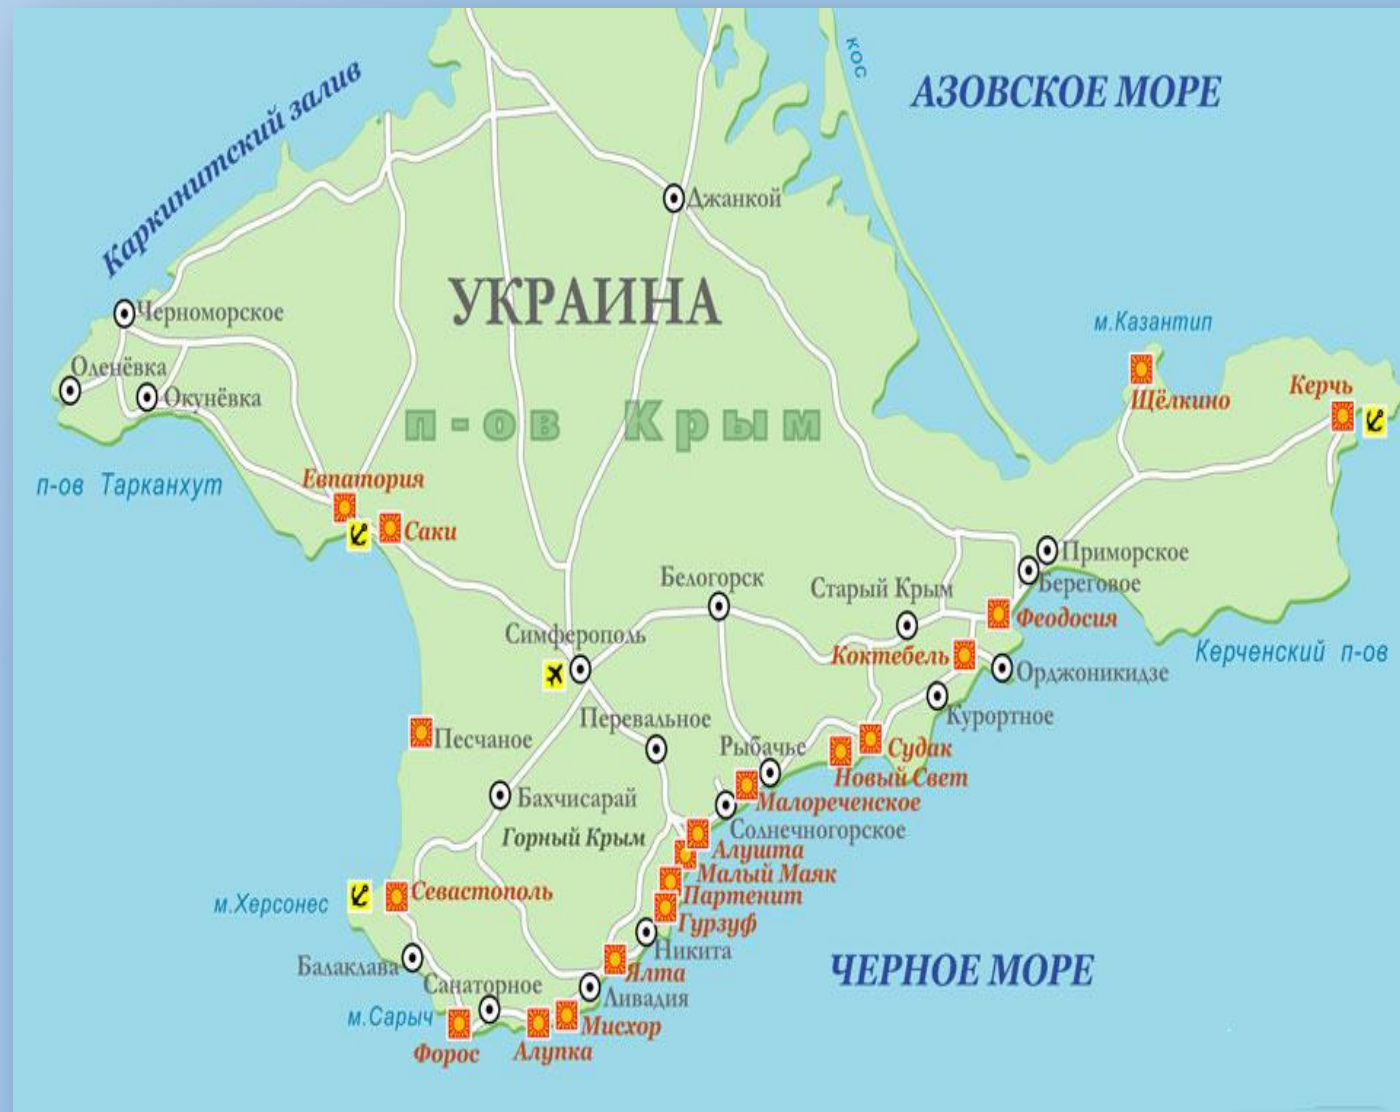 КОС
АЗОВСКОЕ МОРЕ
Каркинитский залив
Джанкой
УКРАИНА
Черноморское
м.Казантип
Оленёвка
Окунёвка
Щёлкино
Керчь
п-ов Крым
п-ов Тарканхут
Евпатория
Саки
Приморское
Береговое
Белогорск
Старый Крым
Феодосия
Симферополь
Коктебель
Керченский п-ов
Орджоникидзе
Курортное
Перевальное
Песчаное
Рыбачье
Судак
Новый Свет
Бахчисарай
Малореченское
Горный Крым
Солнечногорское
Алушта
Малый Маяк
Партенит
Севастополь
м.Херсонес
Гурзуф
Никита
Балаклава
Ялта
ЧЕРНОЕ МОРЕ
Санаторное
Ливадия
м.Сарыч
Мисхор
Форос
Алупка